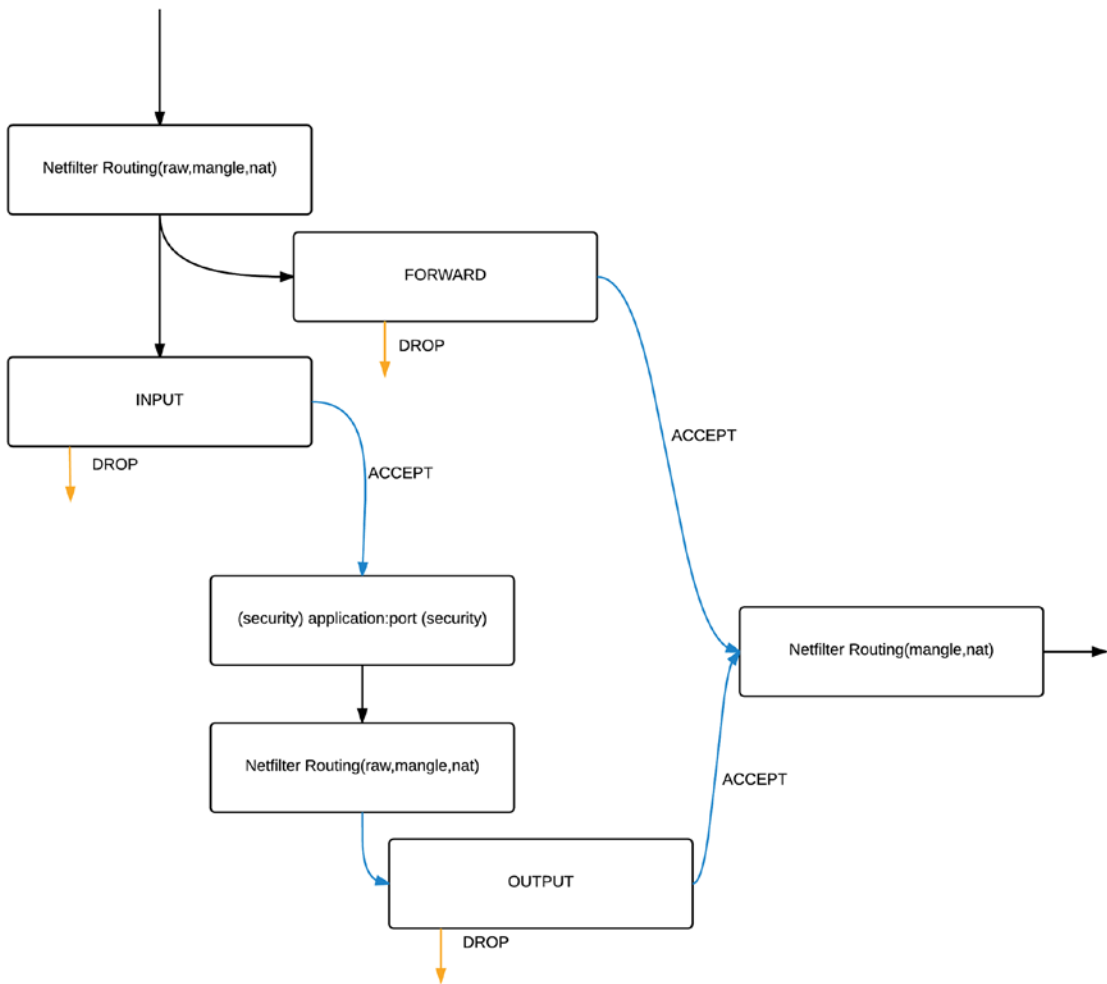 Netfilter Routing(raw,mangle,nat)
FORWARD
DROP
INPUT
DROP
ACCEPT
ACCEPT
(security) application:port (security)
Netfilter Routing(mangle,nat)
Netfilter Routing(raw,mangle,nat)
ACCEPT
OUTPUT
DROP